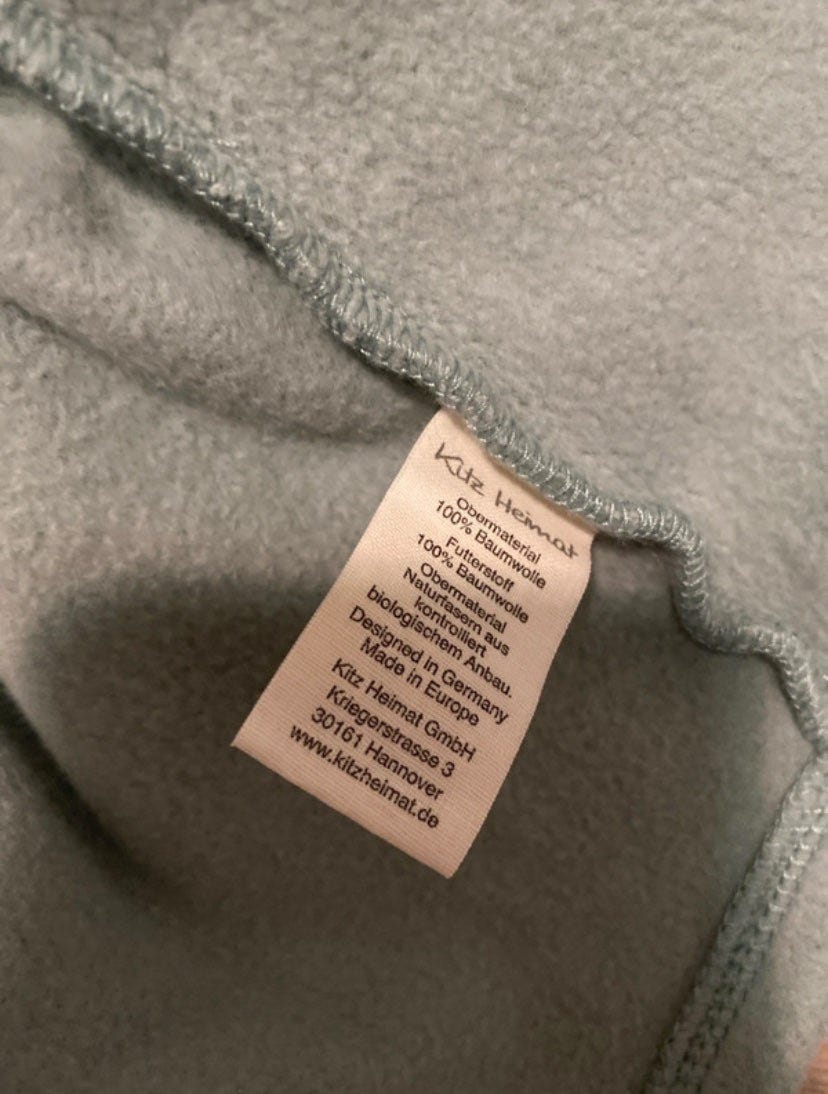 Kitz Heimat
Obermaterial
100% Baumwolle
Futterstoff
100% Baumwolle
Obermaterial
Naturfasern aus
kontrolliert
biologischem Anbau.
Designed in Germany
Made in Europe
Kitz Heimat GmbH
Kriegerstrasse 3
30161 Hannover
www.kitzheimat.de